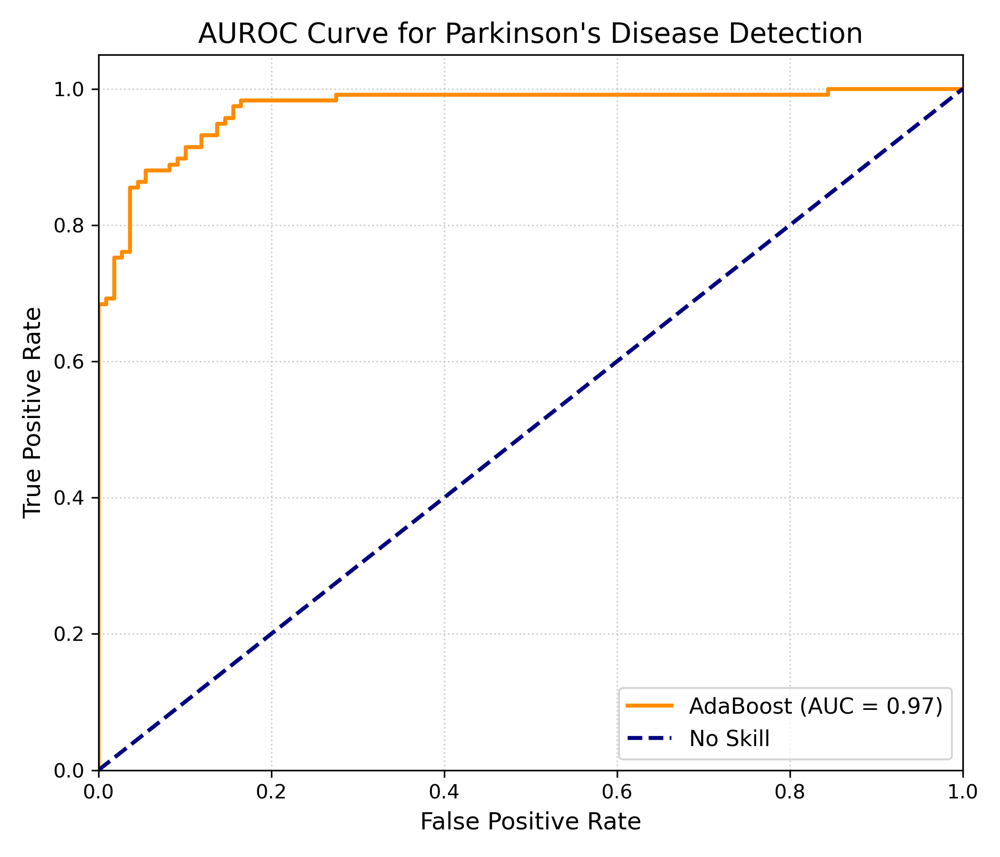 AUROC Curve for Parkinson's Disease Detection
True Positive Rate
1.0
0.8
0.6
0.4
0.2
0.0
0.0 0.2 0.4 0.6 0.8 1.0
False Positive Rate
AdaBoost (AUC = 0.97)
No Skill